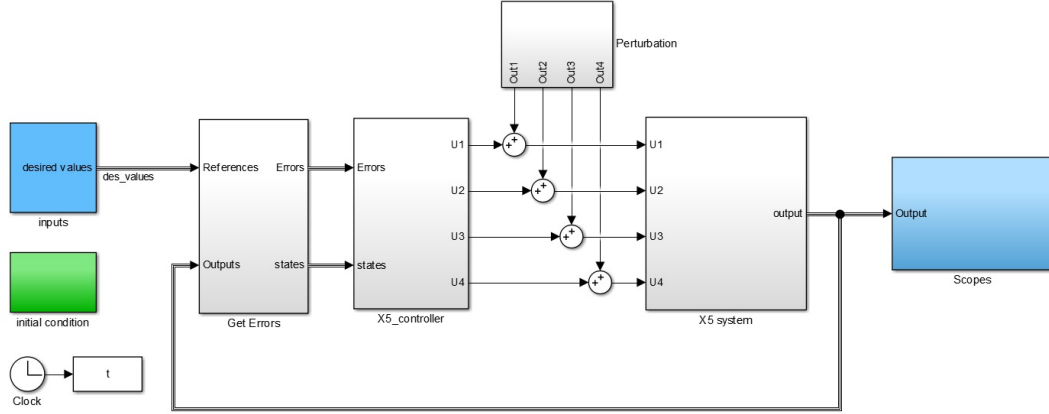 Perturbation
Out1
Out2
Out3
Out4
desired values
des_values
inputs
References
Errors
Outputs
states
Get Errors
Errors
states
U1
U2
U3
U4
X5_controller
+
+
+
+
+
+
+
+
U1
U2
U3
U4
output
X5 system
Output
Scopes
initial condition
t
Clock